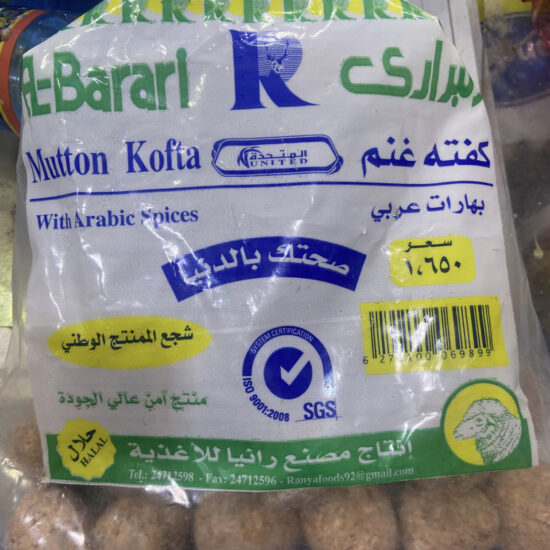 Al-Barari
البراري
Mutton Kofta
المتحدة
UNITED
كفته غنم
With Arabic Spices
بهارات عربي
صحتك بالدنيا
سعر
١،٦٥٠
شجع الممنتج الوطني
SYSTEM CERTIFICATION
ISO 9001:2008
SGS
منتج آمن عالي الجودة
حلال
HALAL
إنتاج مصنع رانيا للأغذية
Tel.: 24712598 - Fax: 24712596 - Ranyafoods92@gmail.com